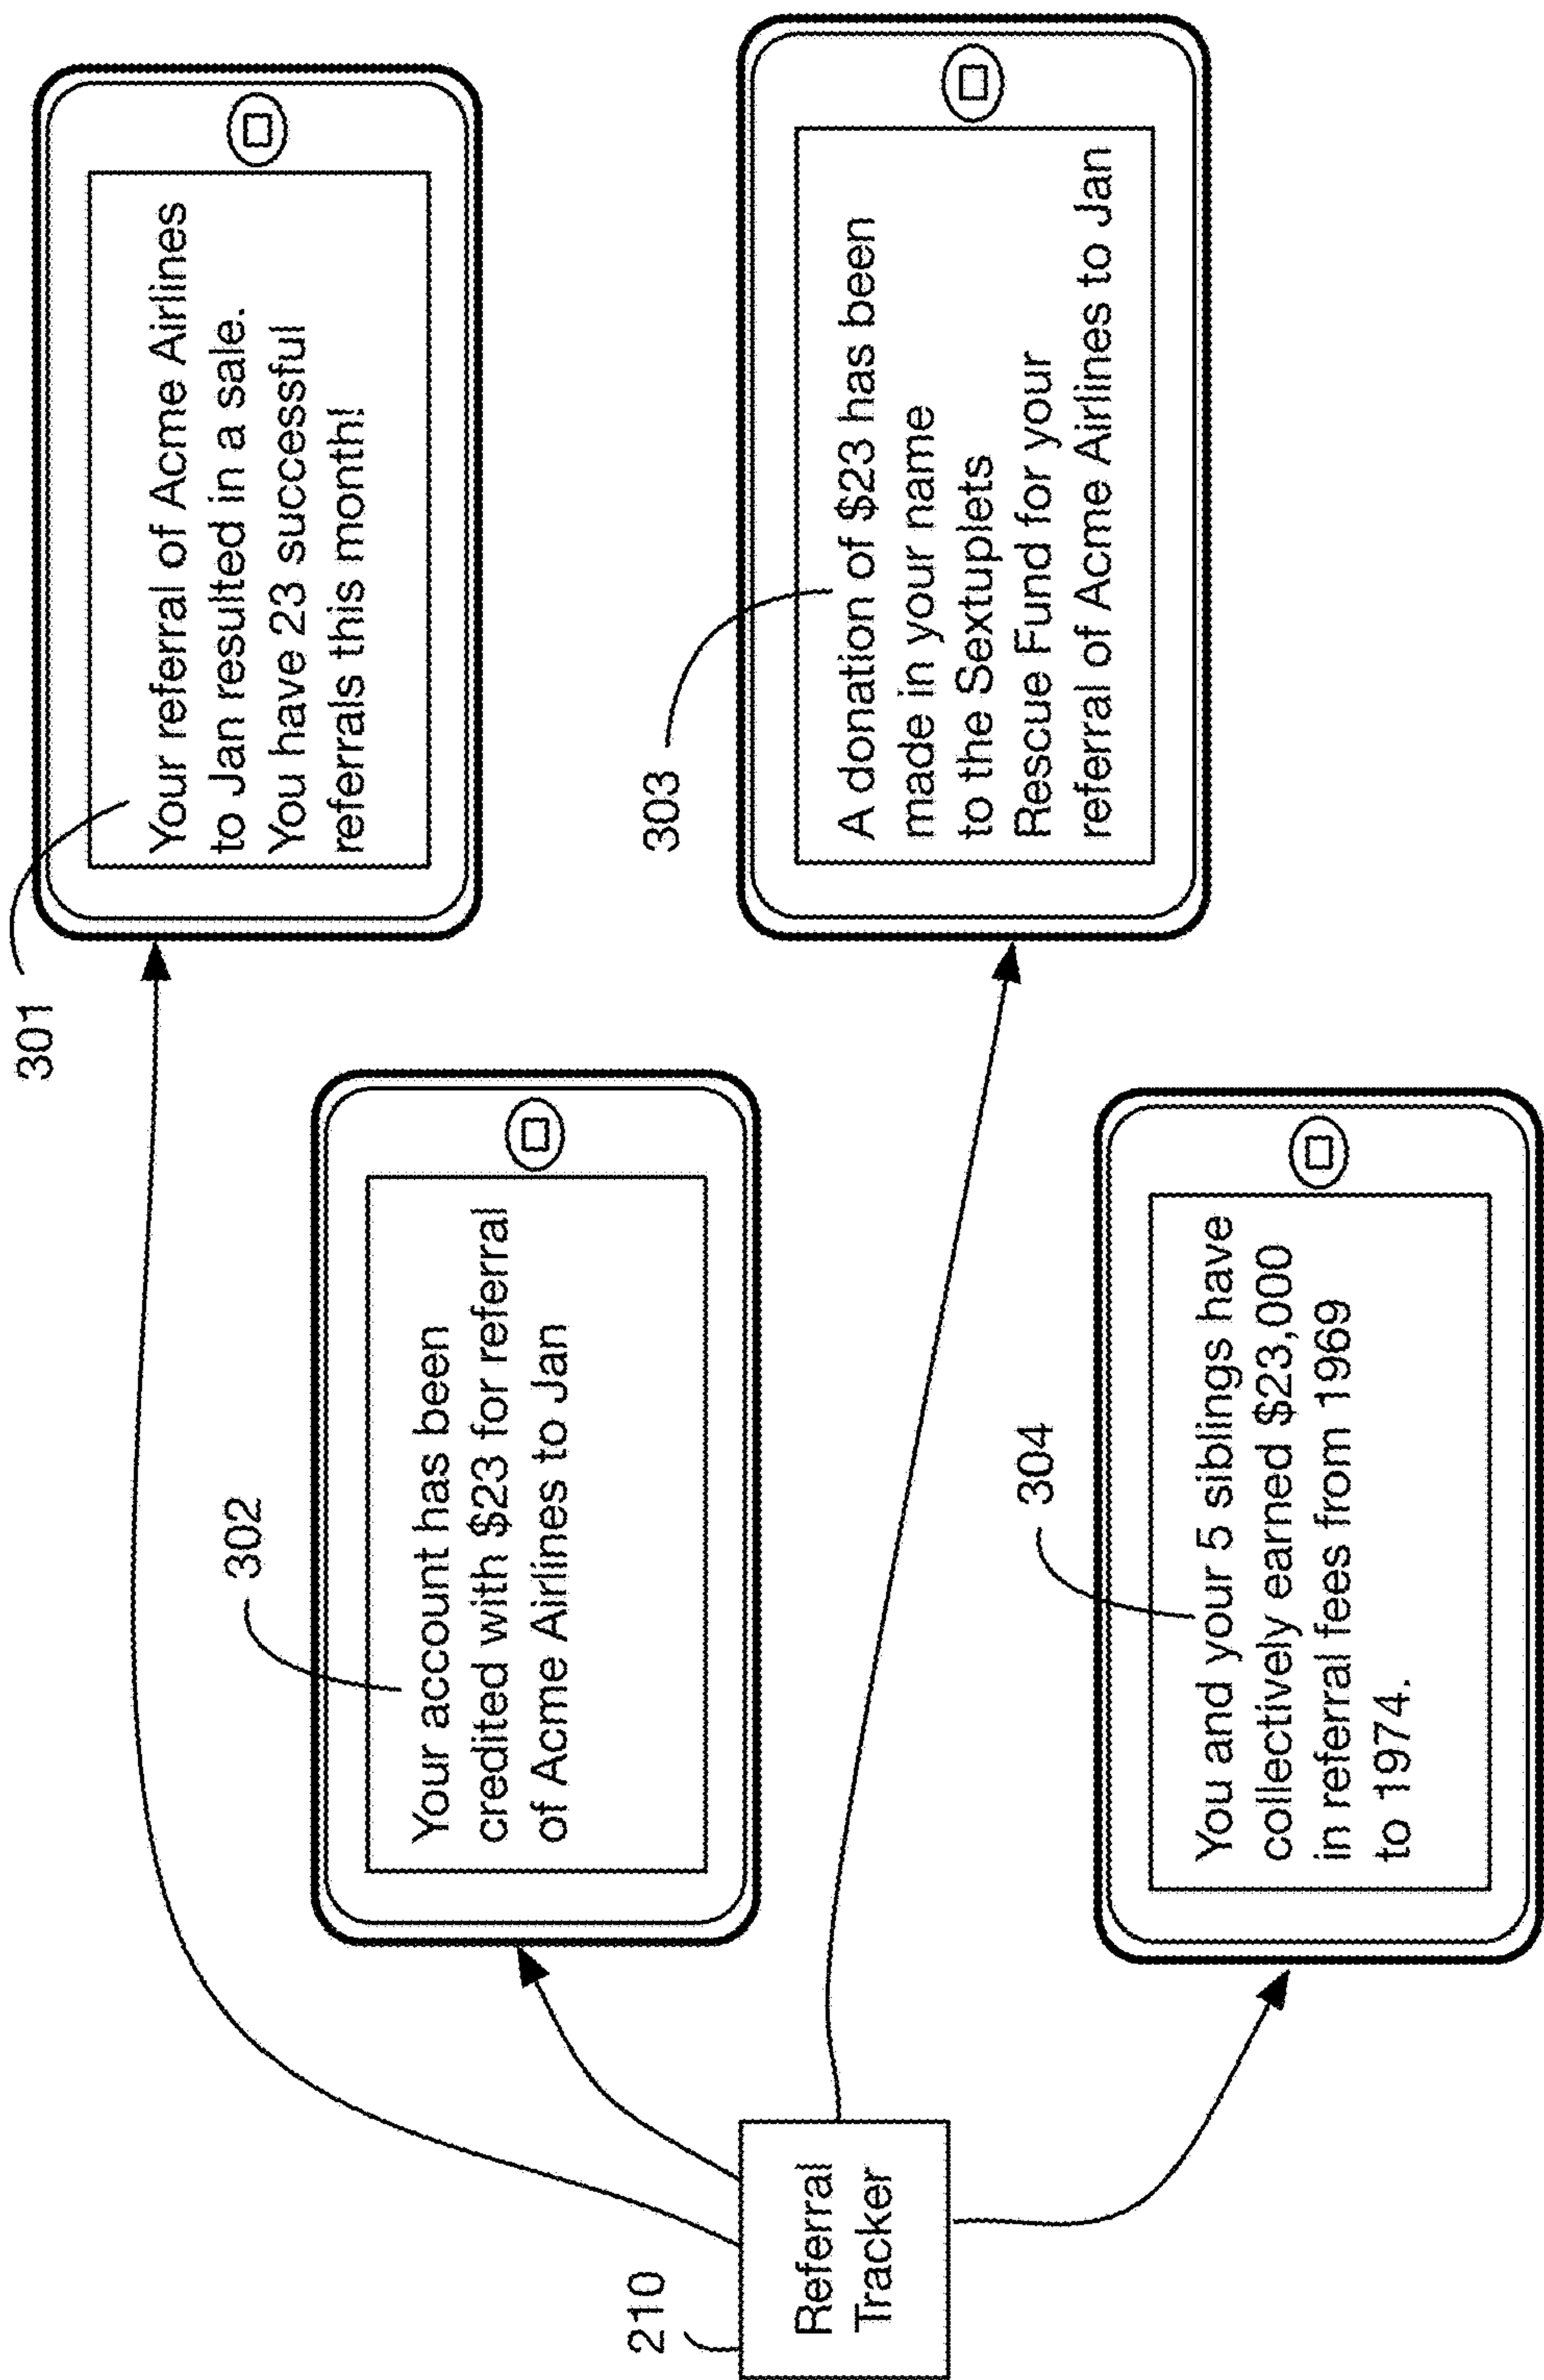 301
Your referral of Acme Airlines
to Jan resulted in a sale.
You have 23 successful
referrals this month!
302
Your account has been
credited with $23 for referral
of Acme Airlines to Jan
210
Referral
Tracker
303
A donation of $23 has been
made in your name
to the Sextuplets
Rescue Fund for your
referral of Acme Airlines to Jan
304
You and your 5 siblings have
collectively earned $23,000
in referral fees from 1969
to 1974.